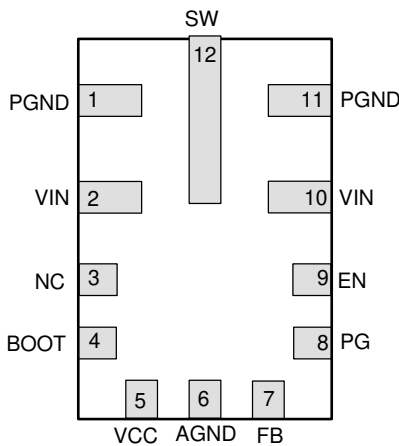 SW
12
PGND 1 11 PGND
VIN 2 10 VIN
NC 3 9 EN
BOOT 4 8 PG
5 6 7
VCC AGND FB